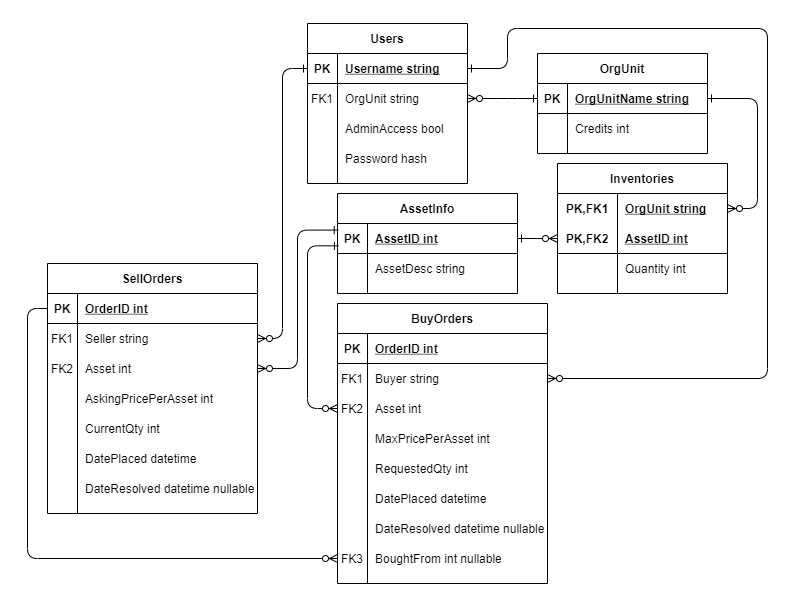 Users
PK Username string
FK1 OrgUnit string
AdminAccess bool
Password hash
OrgUnit
PK OrgUnitName string
Credits int
Inventories
PK,FK1 OrgUnit string
PK,FK2 AssetID int
Quantity int
AssetInfo
PK AssetID int
AssetDesc string
SellOrders
PK OrderID int
FK1 Seller string
FK2 Asset int
AskingPricePerAsset int
CurrentQty int
DatePlaced datetime
DateResolved datetime nullable
BuyOrders
PK OrderID int
FK1 Buyer string
FK2 Asset int
MaxPricePerAsset int
RequestedQty int
DatePlaced datetime
DateResolved datetime nullable
FK3 BoughtFrom int nullable